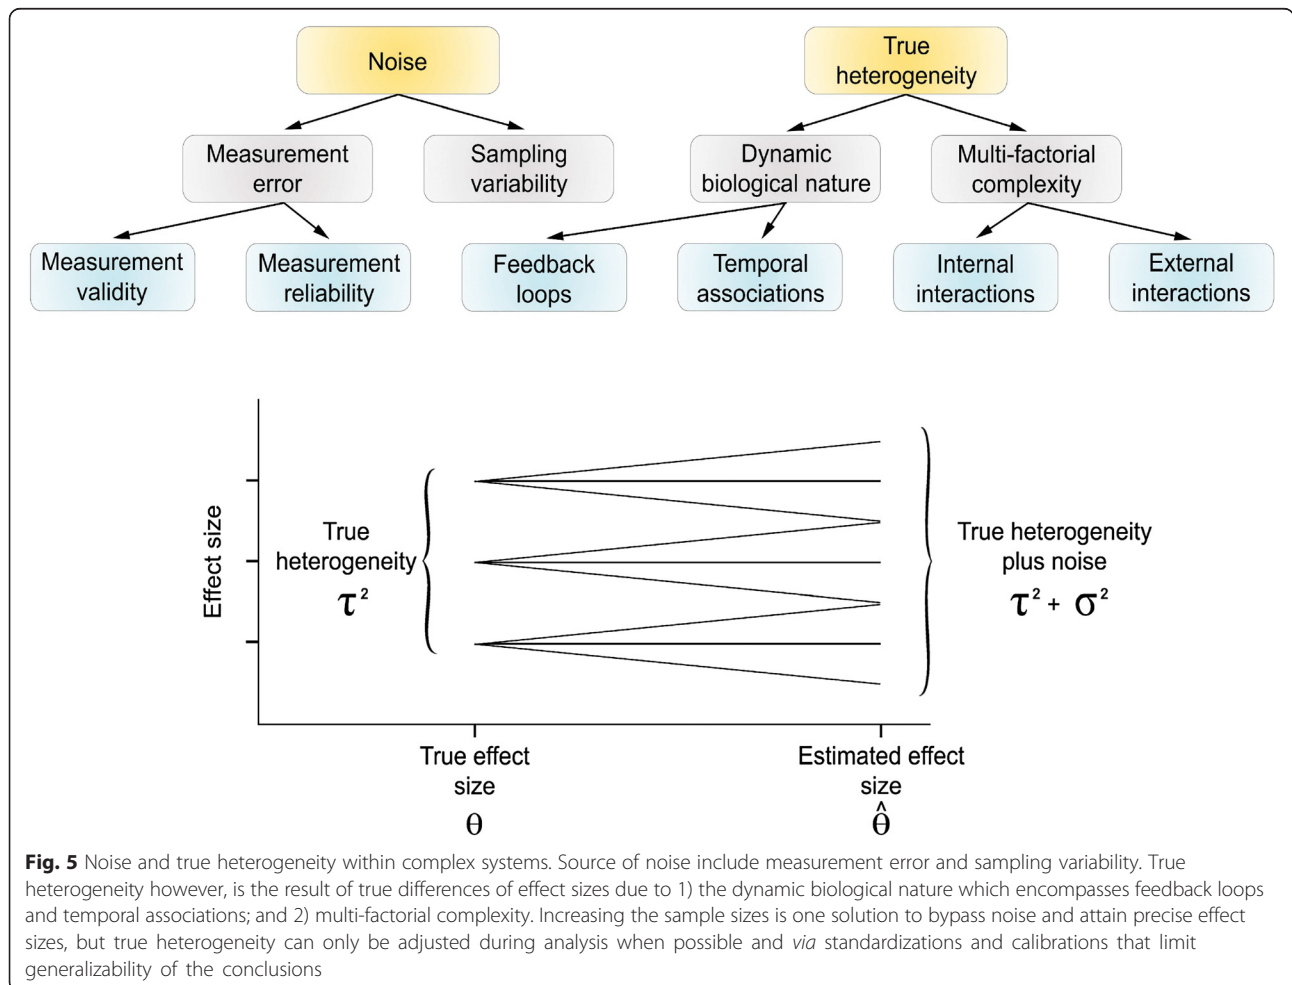 Noise
True
heterogeneity
Measurement
error
Sampling
variability
Dynamic
biological nature
Multi-factorial
complexity
Measurement
validity
Measurement
reliability
Feedback
loops
Temporal
associations
Internal
interactions
External
interactions
Effect size
True
heterogeneity
τ²
True heterogeneity
plus noise
τ² + σ²
True effect
size
θ
Estimated effect
size
θ̂
Fig. 5 Noise and true heterogeneity within complex systems. Source of noise include measurement error and sampling variability. True
heterogeneity however, is the result of true differences of effect sizes due to 1) the dynamic biological nature which encompasses feedback loops
and temporal associations; and 2) multi-factorial complexity. Increasing the sample sizes is one solution to bypass noise and attain precise effect
sizes, but true heterogeneity can only be adjusted during analysis when possible and via standardizations and calibrations that limit
generalizability of the conclusions